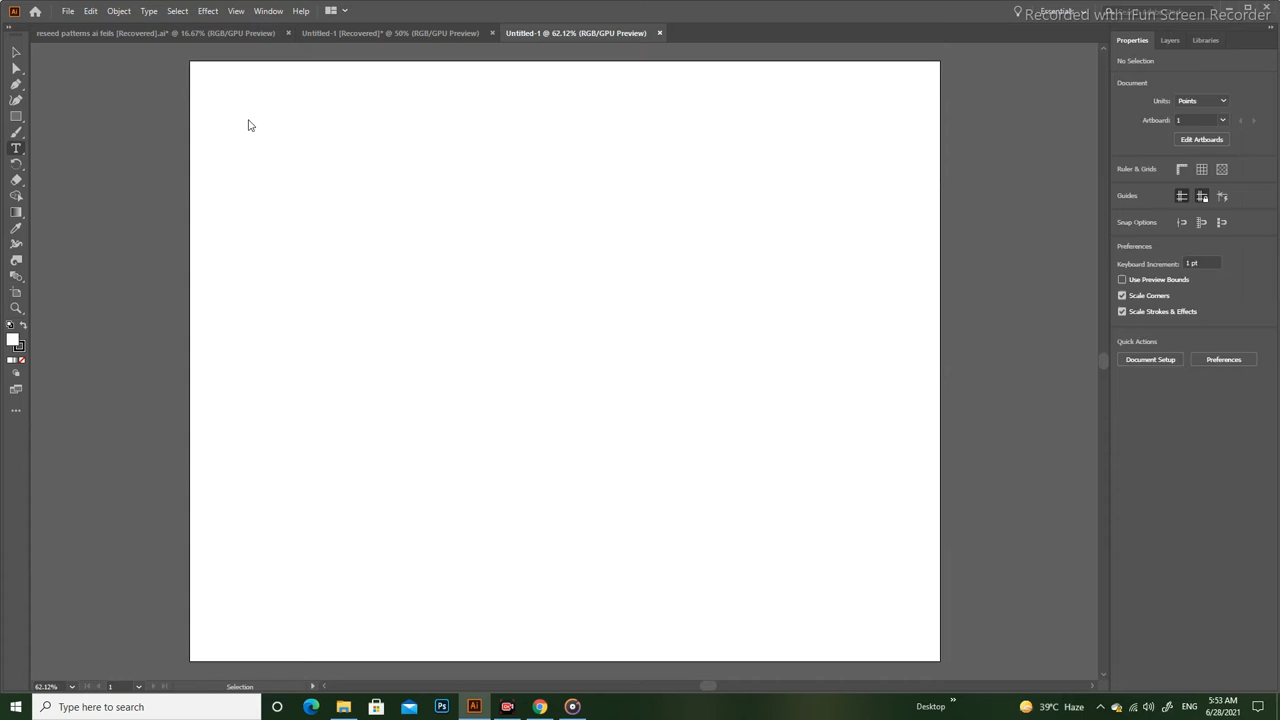 Ai File Edit Object Type Select Effect View Window Help
Essentials
Recorded with iFun Screen Recorder
reseed patterns ai feils [Recovered].ai* @ 16.67% (RGB/GPU Preview) × Untitled-1 [Recovered]* @ 50% (RGB/GPU Preview) × Untitled-1 @ 62.12% (RGB/GPU Preview) ×
Properties Layers Libraries
No Selection
Document
Units: Points
Artboard: 1
Edit Artboards
Ruler & Grids
Guides
Snap Options
Preferences
Keyboard Increment: 1 pt
Use Preview Bounds
Scale Corners
Scale Strokes & Effects
Quick Actions
Document Setup Preferences
62.12% 1 Selection
Type here to search
Ps Ai
Desktop » 39°C Haze ENG 5:53 AM
6/28/2021